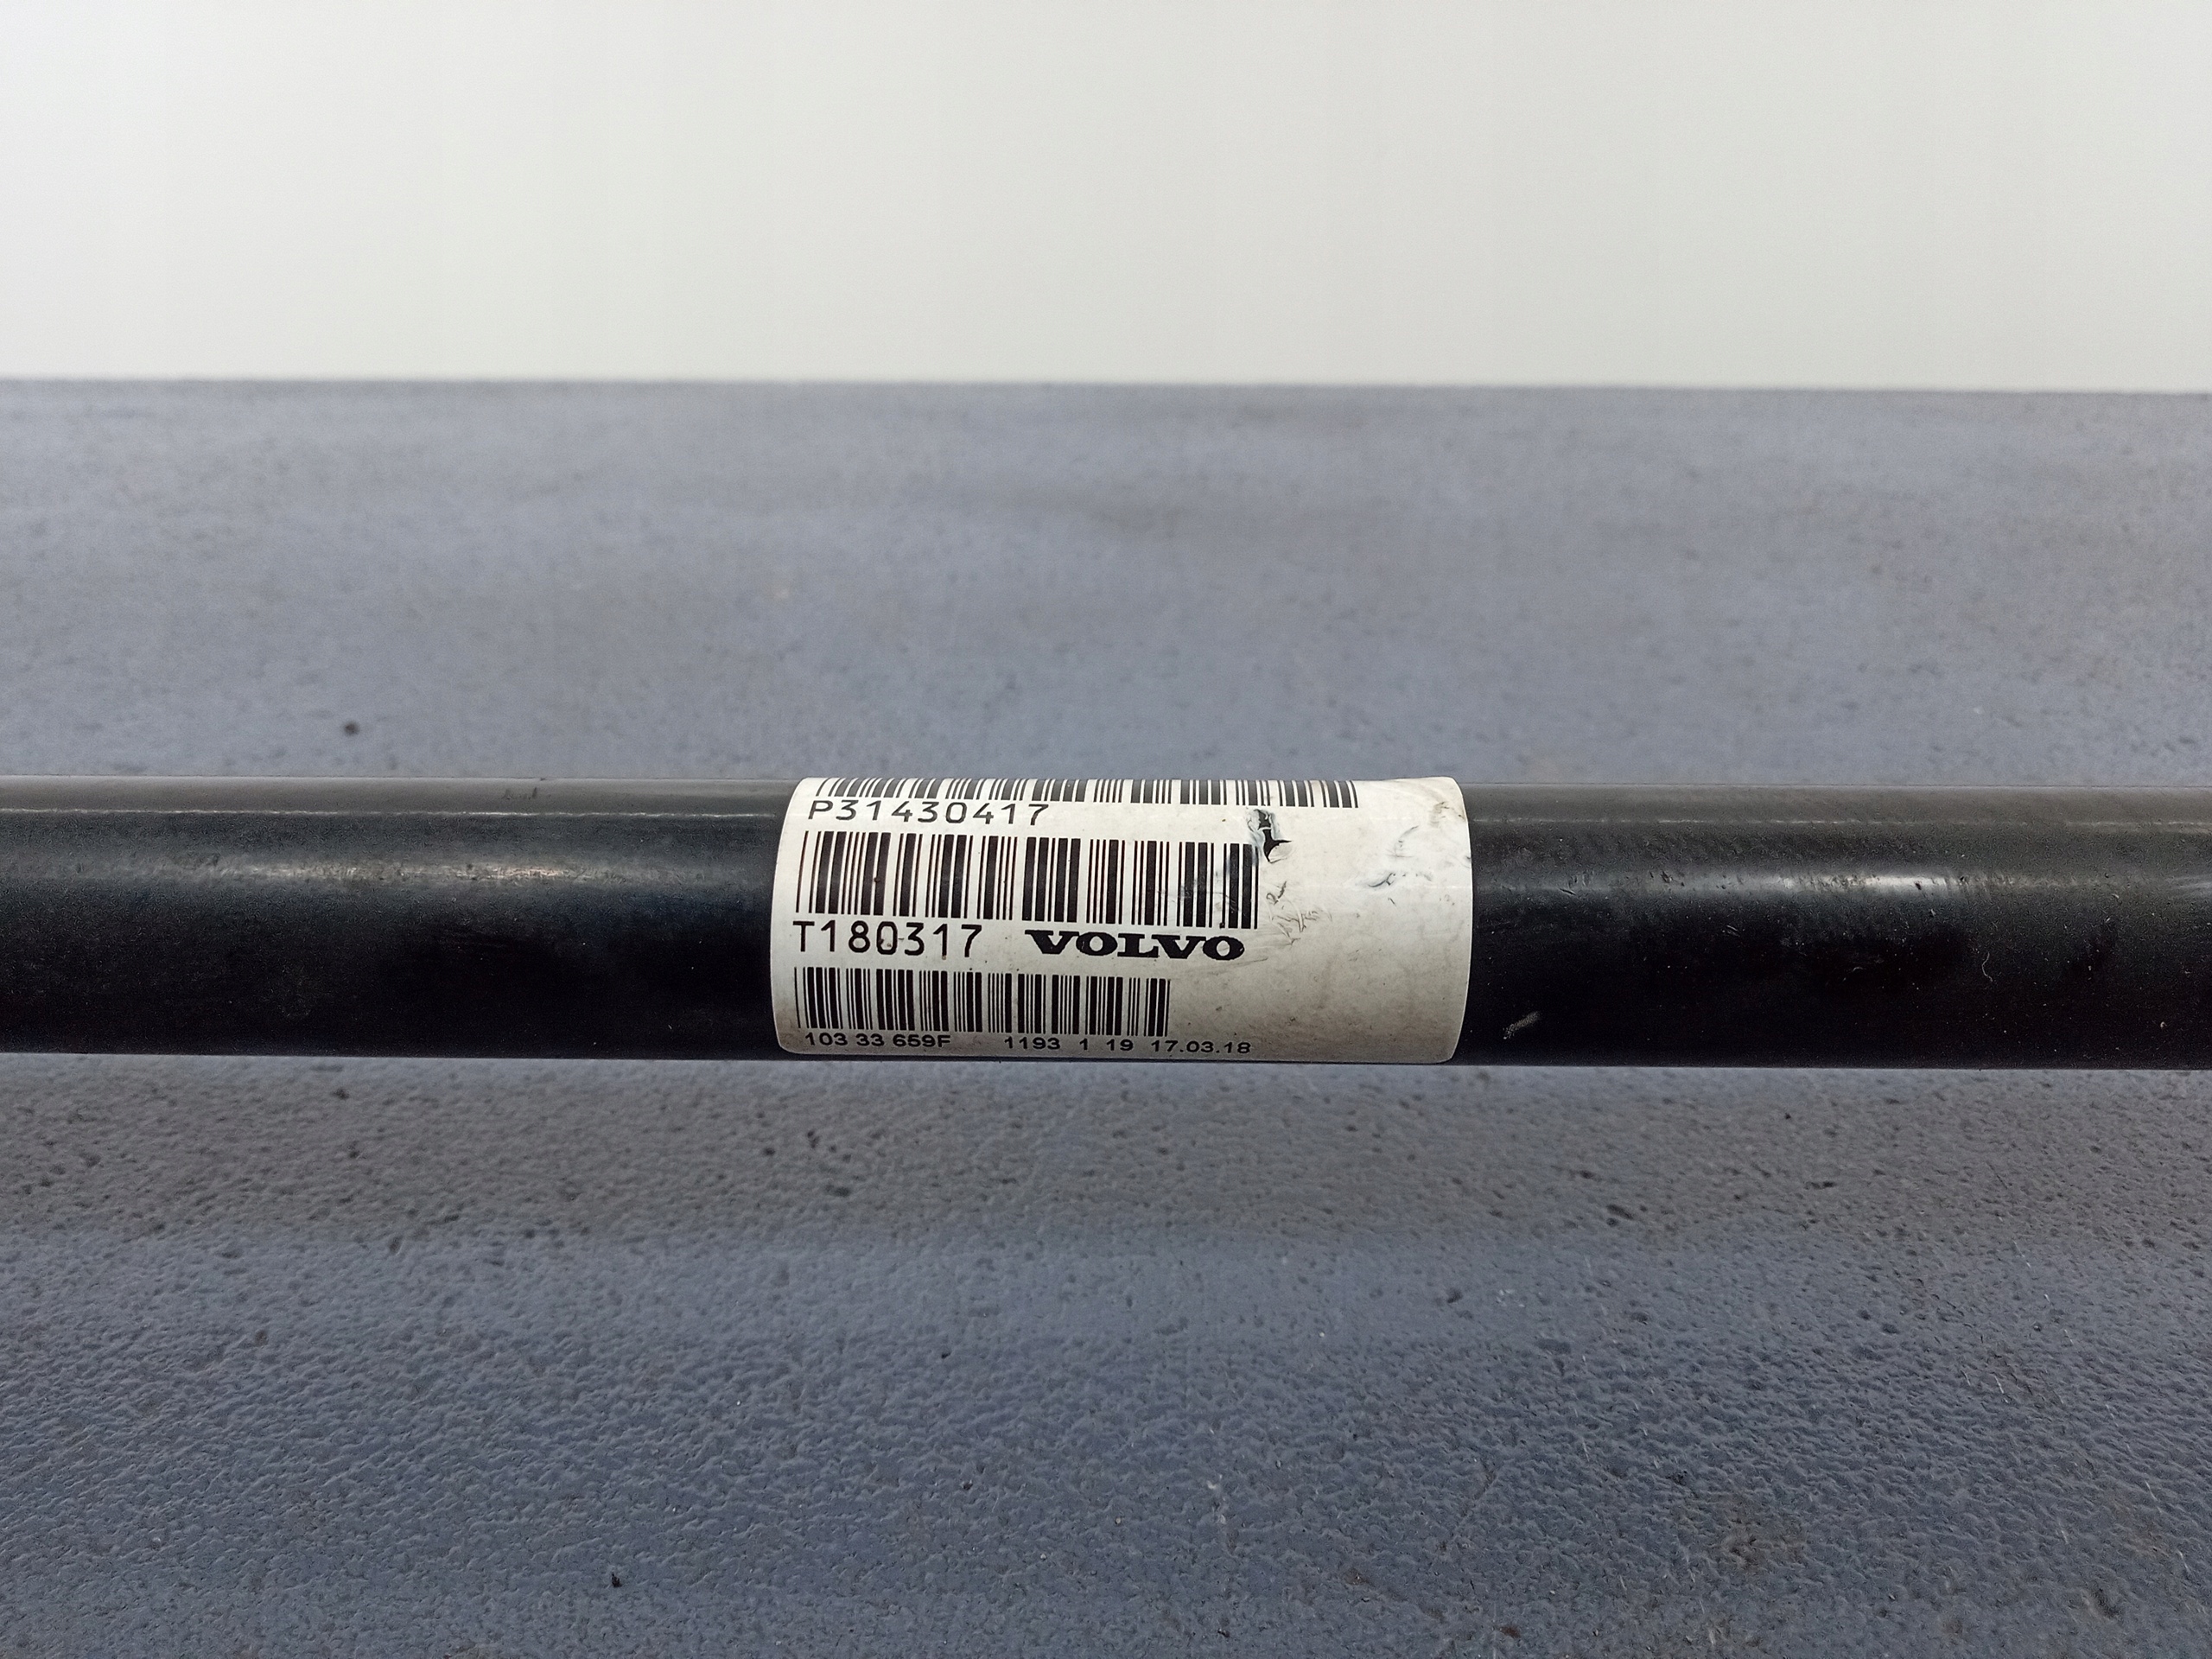 P31430417
T180317 VOLVO
103 33 659F 1193 1 19 17.03.18